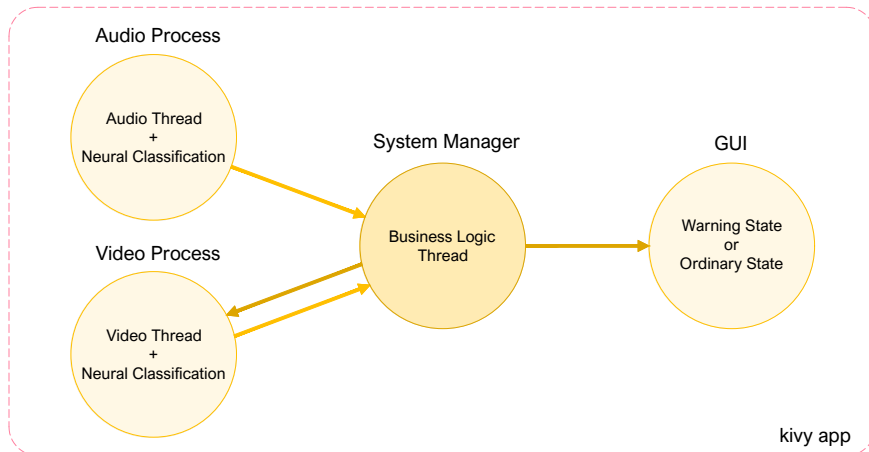 Audio Process
Audio Thread
+
Neural Classification
System Manager
Business Logic
Thread
GUI
Warning State
or
Ordinary State
Video Process
Video Thread
+
Neural Classification
kivy app